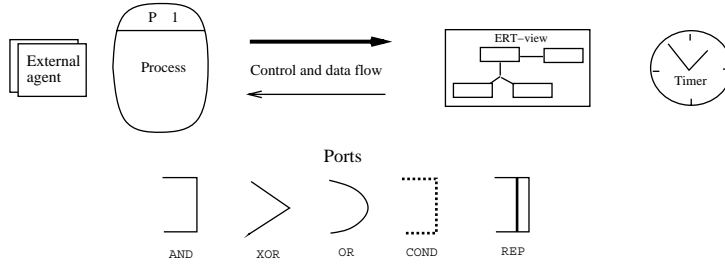 P 1
External
agent
Process
Control and data flow
ERT-view
Timer
Ports
AND
XOR
OR
COND
REP